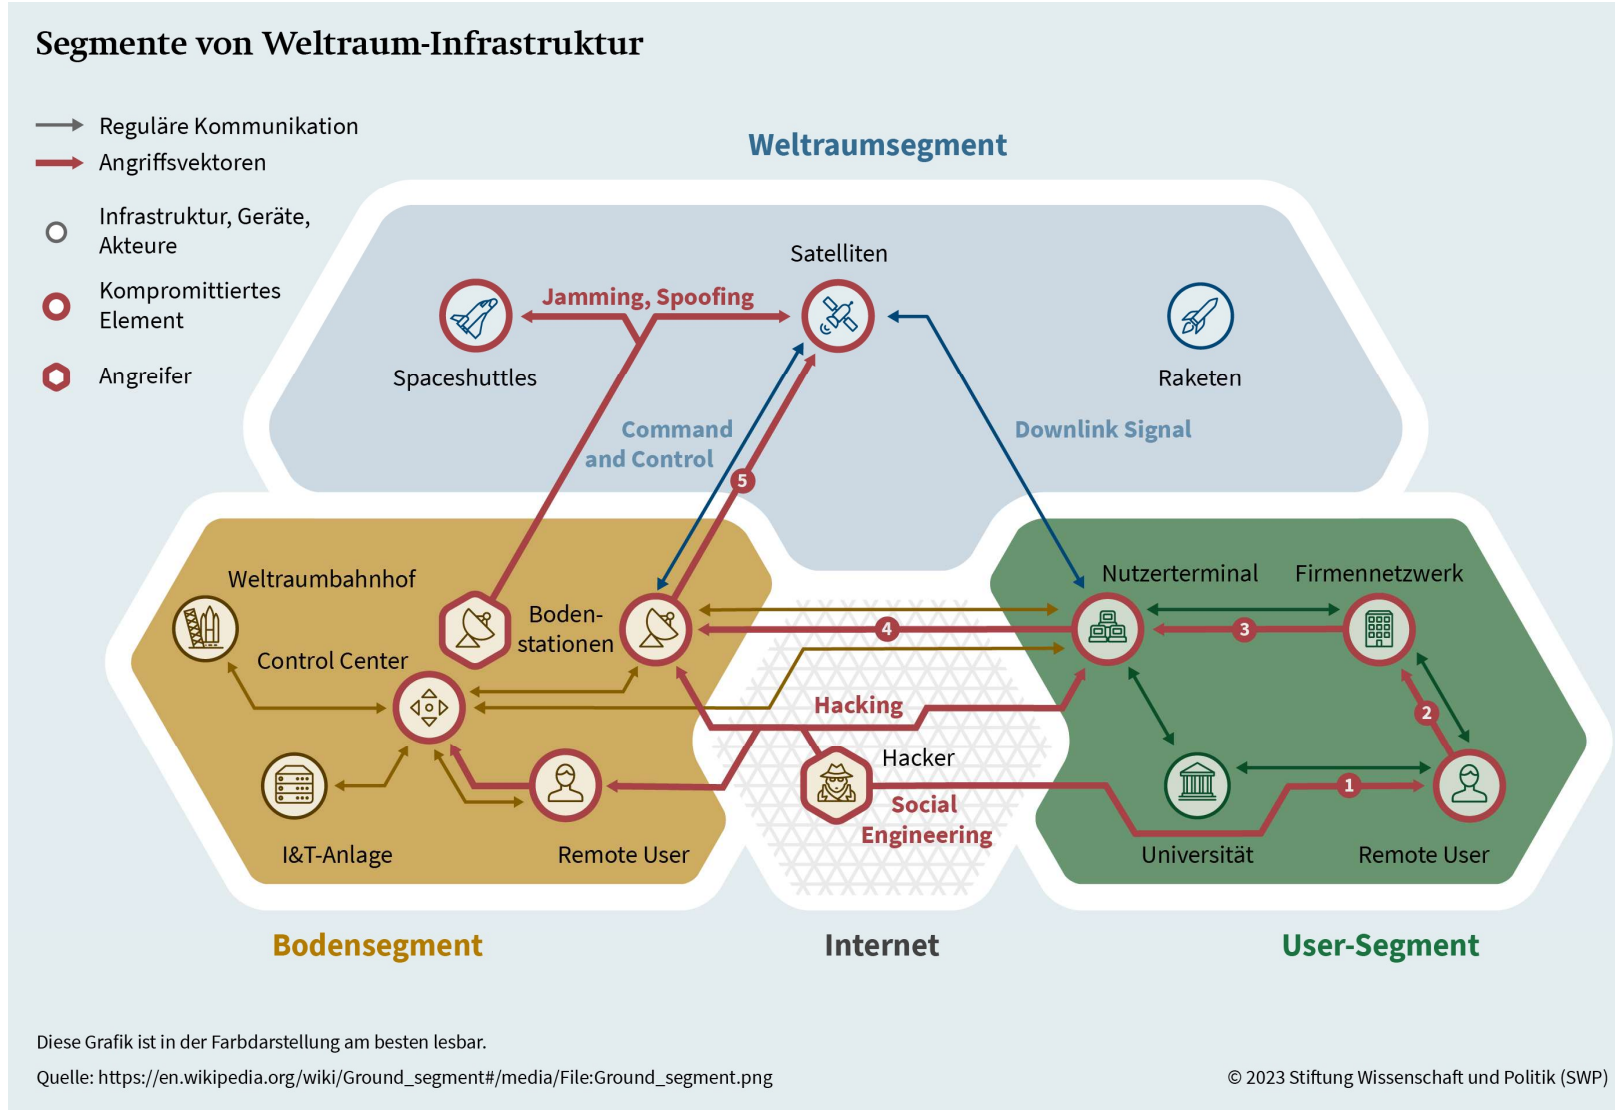 Segmente von Weltraum-Infrastruktur
Reguläre Kommunikation
Angriffsvektoren
Infrastruktur, Geräte,
Akteure
Kompromittiertes
Element
Angreifer
Weltraumsegment
Satelliten
Jamming, Spoofing
Spaceshuttles
Raketen
Command
and Control
Downlink Signal
5
Weltraumbahnhof
Boden-
stationen
Control Center
I&T-Anlage
Remote User
Nutzerterminal
Firmennetzwerk
4
3
2
Hacking
Hacker
Social
Engineering
1
Universität
Remote User
Bodensegment
Internet
User-Segment
Diese Grafik ist in der Farbdarstellung am besten lesbar.
Quelle: https://en.wikipedia.org/wiki/Ground_segment#/media/File:Ground_segment.png
© 2023 Stiftung Wissenschaft und Politik (SWP)